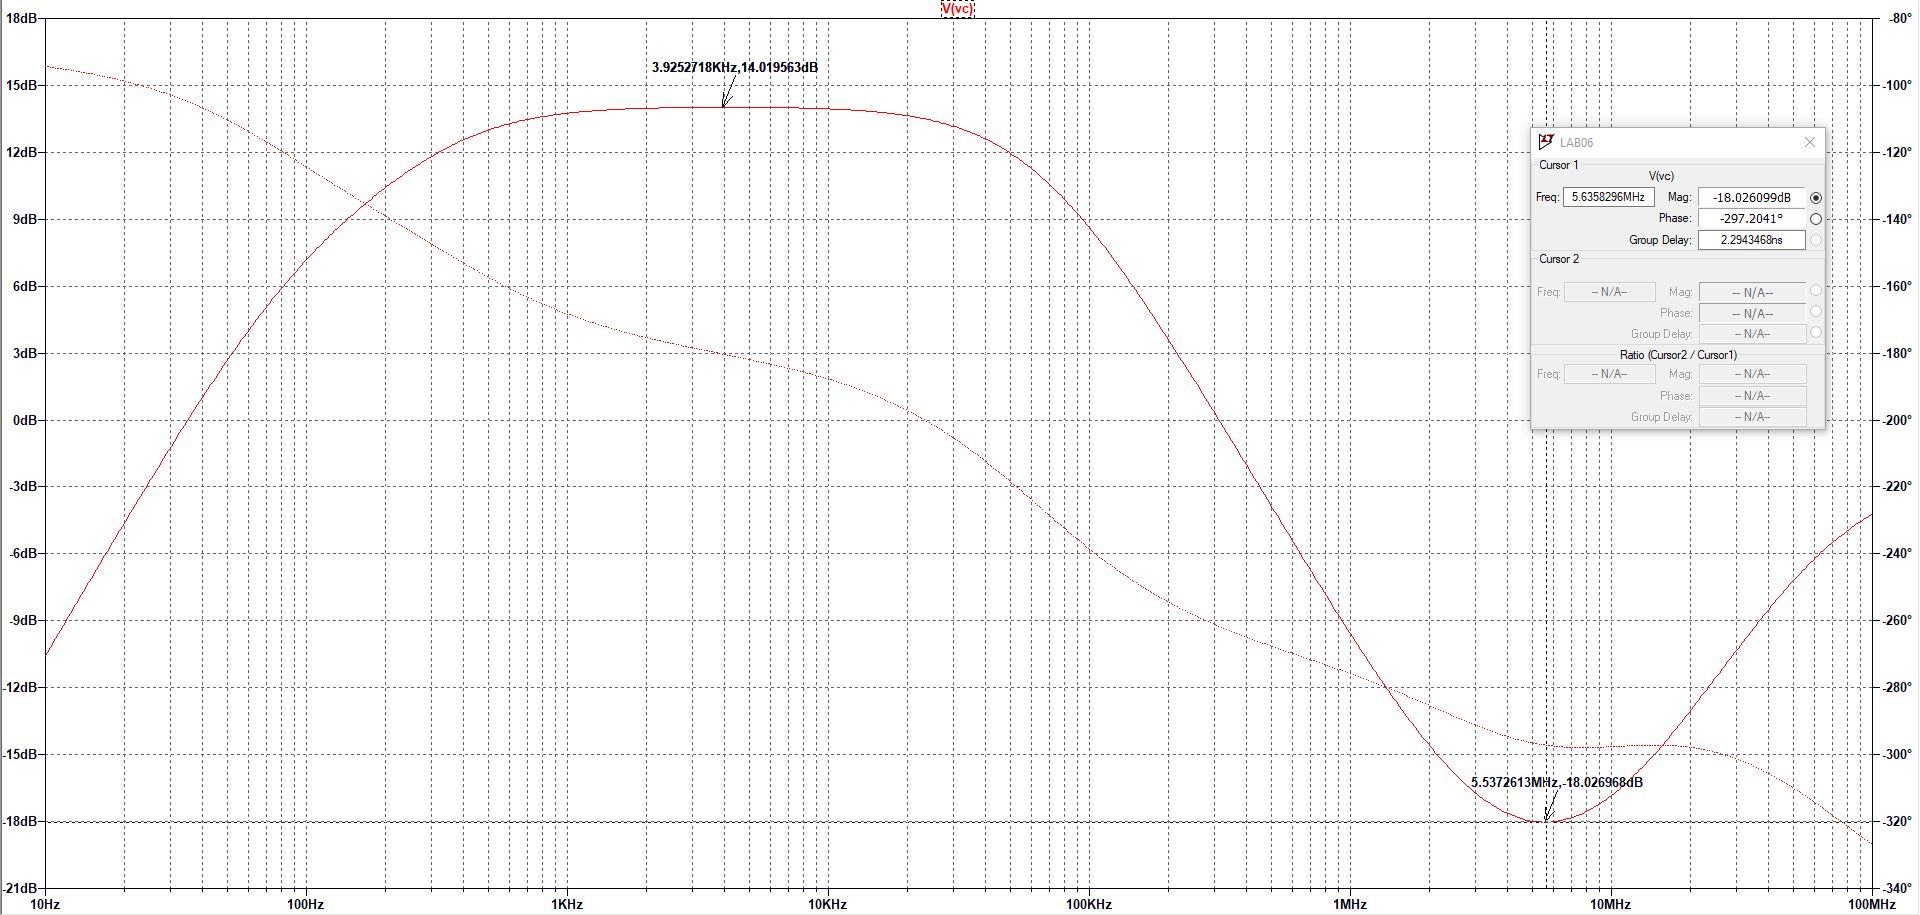 V(vc)
18dB
15dB
12dB
9dB
6dB
3dB
0dB
-3dB
-6dB
-9dB
-12dB
-15dB
-18dB
-21dB
-80°
-100°
-120°
-140°
-160°
-180°
-200°
-220°
-240°
-260°
-280°
-300°
-320°
-340°
3.9252718KHz,14.019563dB
5.5372613MHz,-18.026968dB
LAB06
Cursor 1
V(vc)
Freq: 5.6358296MHz Mag: -18.026099dB
Phase: -297.2041°
Group Delay: 2.2943468ns
Cursor 2
Freq: -- N/A-- Mag: -- N/A--
Phase: -- N/A--
Group Delay: -- N/A--
Ratio (Cursor2 / Cursor1)
Freq: -- N/A-- Mag: -- N/A--
Phase: -- N/A--
Group Delay: -- N/A--
10Hz 100Hz 1KHz 10KHz 100KHz 1MHz 10MHz 100MHz